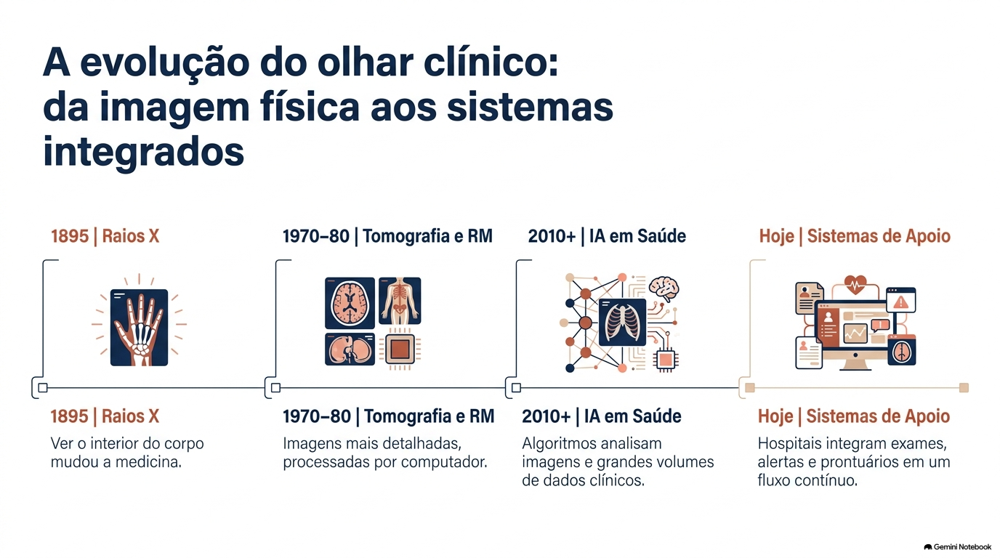 A evolução do olhar clínico:
da imagem física aos sistemas
integrados
1895 | Raios X
1970–80 | Tomografia e RM
2010+ | IA em Saúde
Hoje | Sistemas de Apoio
1895 | Raios X
Ver o interior do corpo
mudou a medicina.
1970–80 | Tomografia e RM
Imagens mais detalhadas,
processadas por computador.
2010+ | IA em Saúde
Algoritmos analisam
imagens e grandes volumes
de dados clínicos.
Hoje | Sistemas de Apoio
Hospitais integram exames,
alertas e prontuários em um
fluxo contínuo.
Gemini Notebook